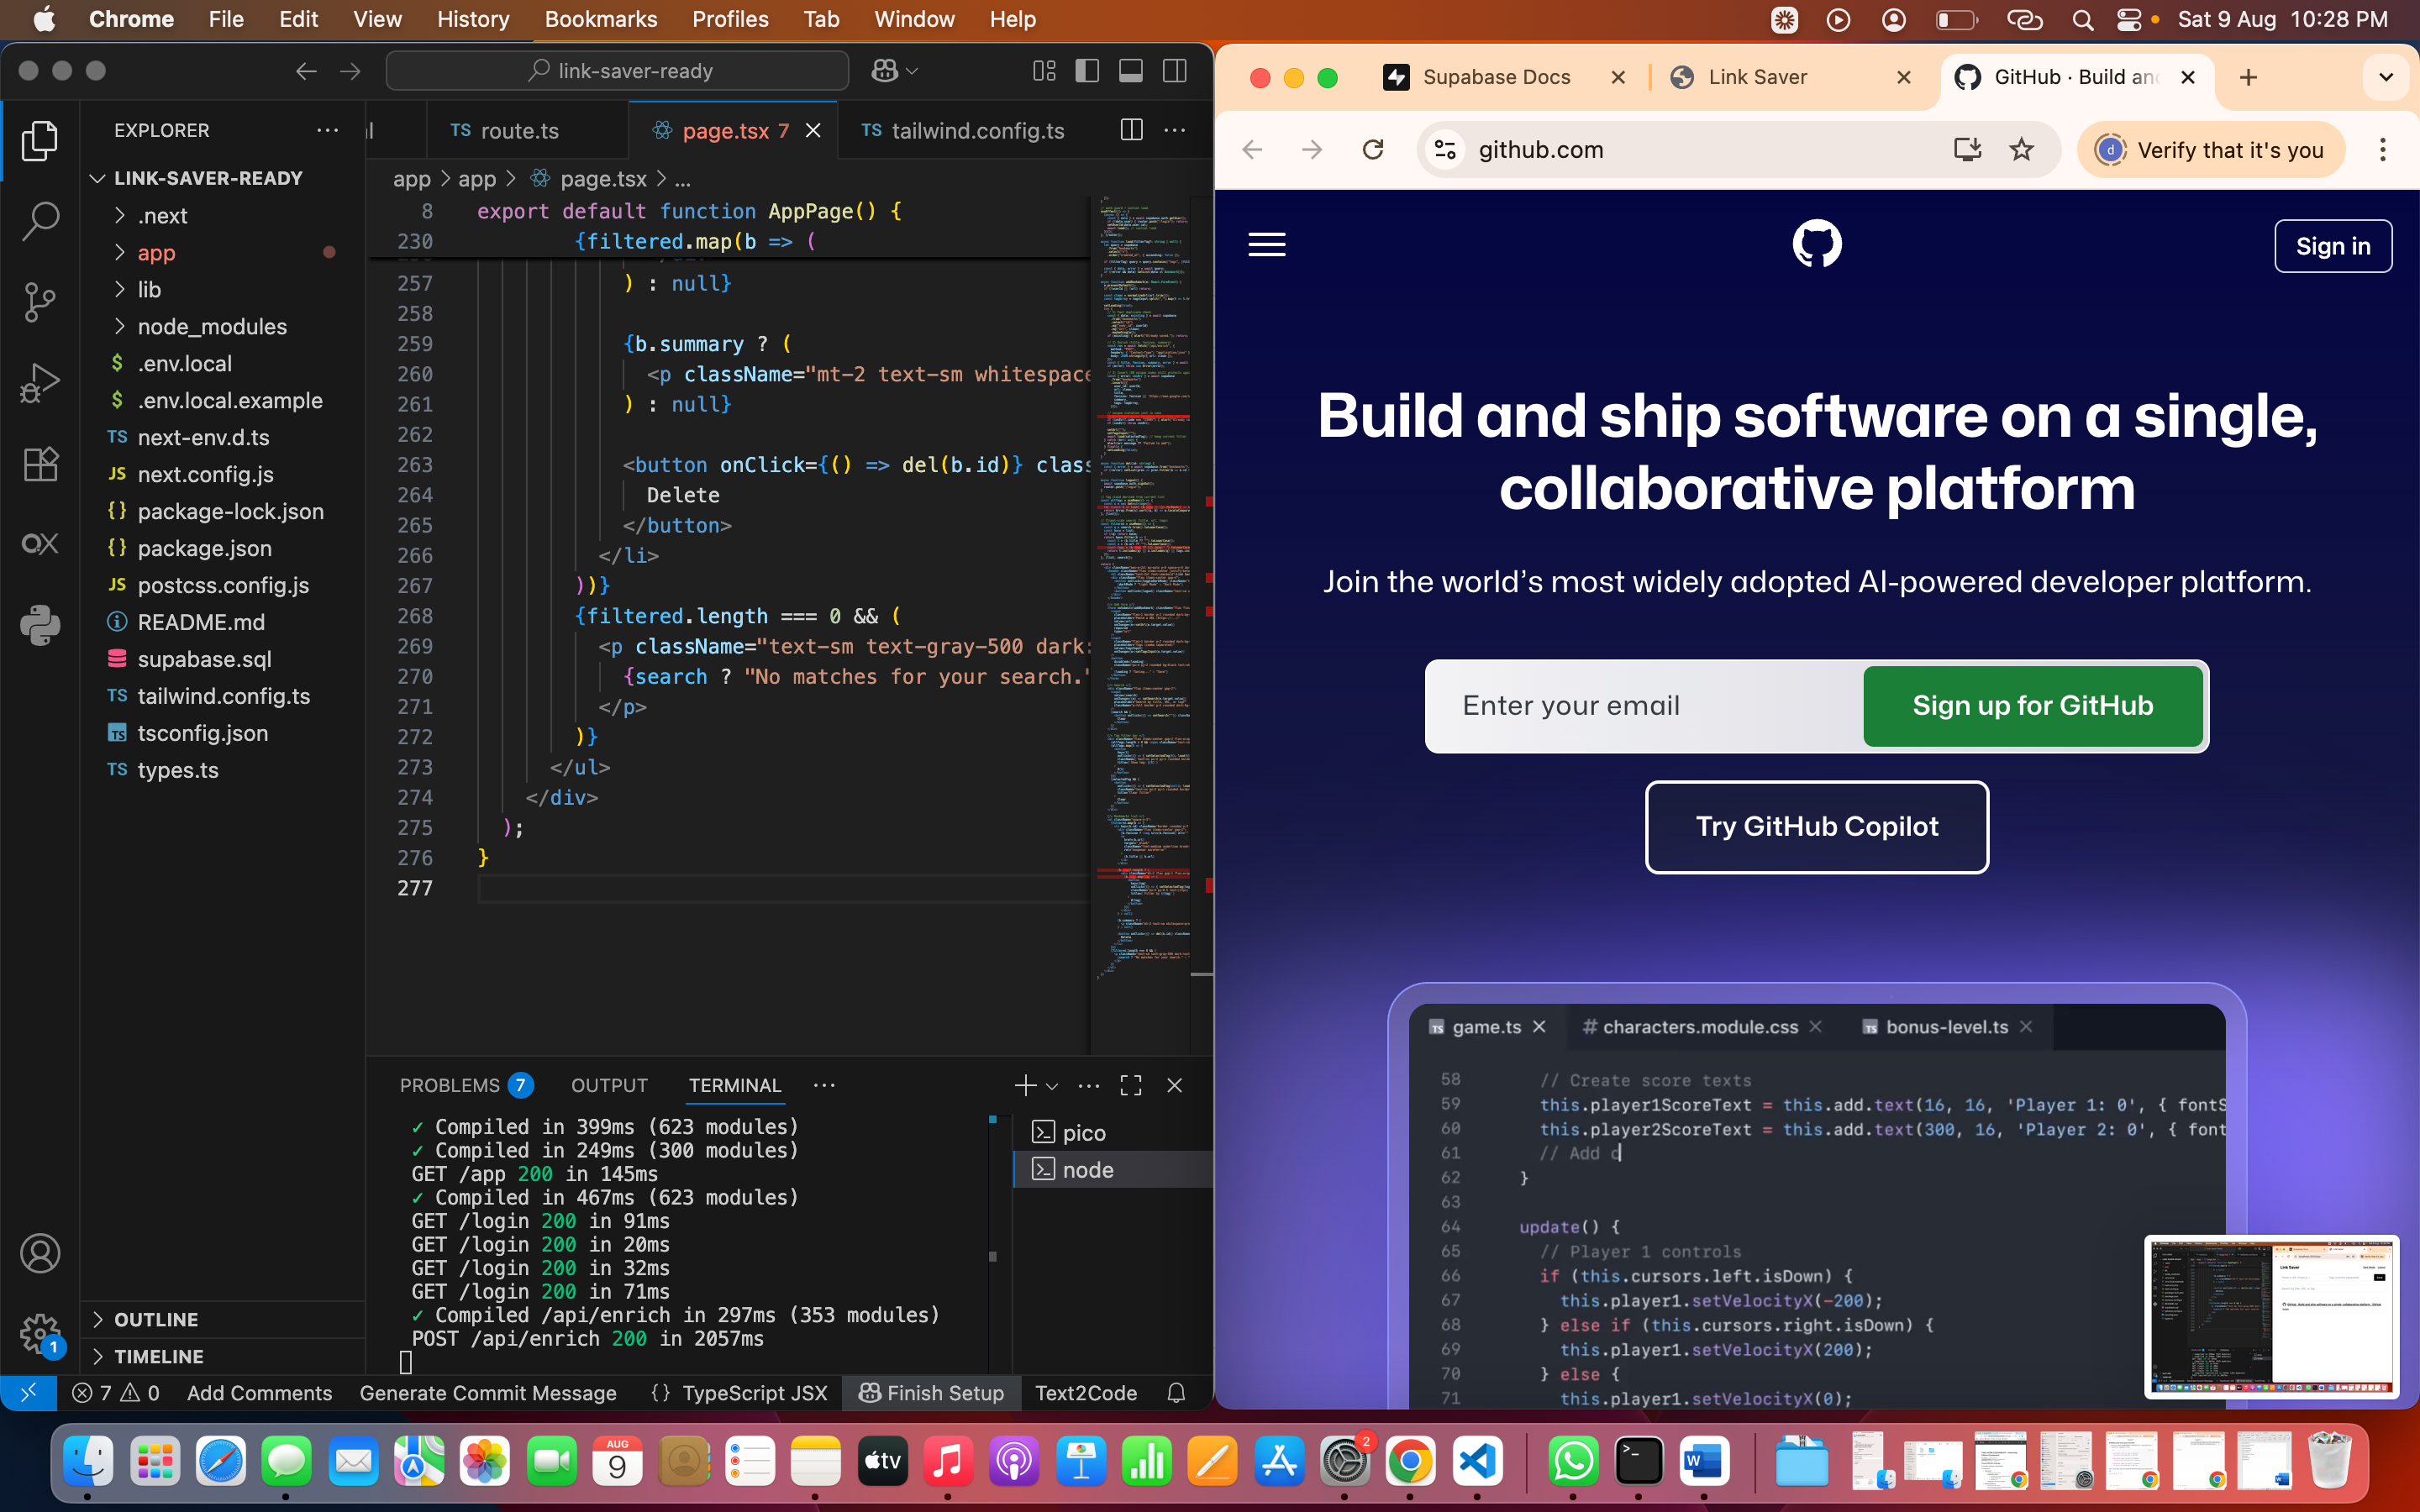 Chrome File Edit View History Bookmarks Profiles Tab Window Help Sat 9 Aug 10:28 PM
link-saver-ready
EXPLORER
LINK-SAVER-READY
.next
app
lib
node_modules
.env.local
.env.local.example
next-env.d.ts
next.config.js
package-lock.json
package.json
postcss.config.js
README.md
supabase.sql
tailwind.config.ts
tsconfig.json
types.ts
OUTLINE
TIMELINE
TS route.ts
page.tsx 7
TS tailwind.config.ts
app > app > page.tsx > ...
8 export default function AppPage() {
230 {filtered.map(b => (
257 ) : null}
258
259 {b.summary ? (
260 <p className="mt-2 text-sm whitespace
261 ) : null}
262
263 <button onClick={() => del(b.id)} clas
264 Delete
265 </button>
266 </li>
267 ))}
268 {filtered.length === 0 && (
269 <p className="text-sm text-gray-500 dark:
270 {search ? "No matches for your search."
271 </p>
272 )}
273 </ul>
274 </div>
275 );
276 }
277
PROBLEMS 7 OUTPUT TERMINAL
✓ Compiled in 399ms (623 modules)
✓ Compiled in 249ms (300 modules)
GET /app 200 in 145ms
✓ Compiled in 467ms (623 modules)
GET /login 200 in 91ms
GET /login 200 in 20ms
GET /login 200 in 32ms
GET /login 200 in 71ms
✓ Compiled /api/enrich in 297ms (353 modules)
POST /api/enrich 200 in 2057ms
pico
node
7 0 Add Comments Generate Commit Message {} TypeScript JSX Finish Setup Text2Code
1
Supabase Docs
Link Saver
GitHub · Build an
github.com
d Verify that it's you
Sign in
Build and ship software on a single,
collaborative platform
Join the world's most widely adopted AI-powered developer platform.
Enter your email
Sign up for GitHub
Try GitHub Copilot
TS game.ts # characters.module.css TS bonus-level.ts
58 // Create score texts
59 this.player1ScoreText = this.add.text(16, 16, 'Player 1: 0', { fontS
60 this.player2ScoreText = this.add.text(300, 16, 'Player 2: 0', { font
61 // Add c
62 }
63
64 update() {
65 // Player 1 controls
66 if (this.cursors.left.isDown) {
67 this.player1.setVelocityX(-200);
68 } else if (this.cursors.right.isDown) {
69 this.player1.setVelocityX(200);
70 } else {
71 this.player1.setVelocityX(0);
AUG
9
tv
2